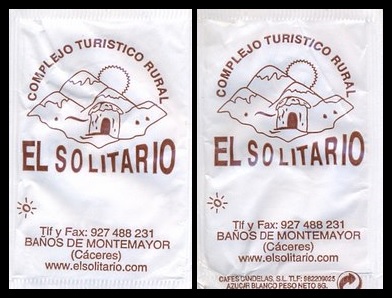 COMPLEJO TURISTICO RURAL
EL SOLITARIO
Tlf y Fax: 927 488 231
BAÑOS DE MONTEMAYOR
(Cáceres)
www.elsolitario.com
COMPLEJO TURISTICO RURAL
EL SOLITARIO
Tlf y Fax: 927 488 231
BAÑOS DE MONTEMAYOR
(Cáceres)
www.elsolitario.com
CAFES CANDELAS, S.L. TLF: 982209025
AZUCAR BLANCO PESO NETO 8G.